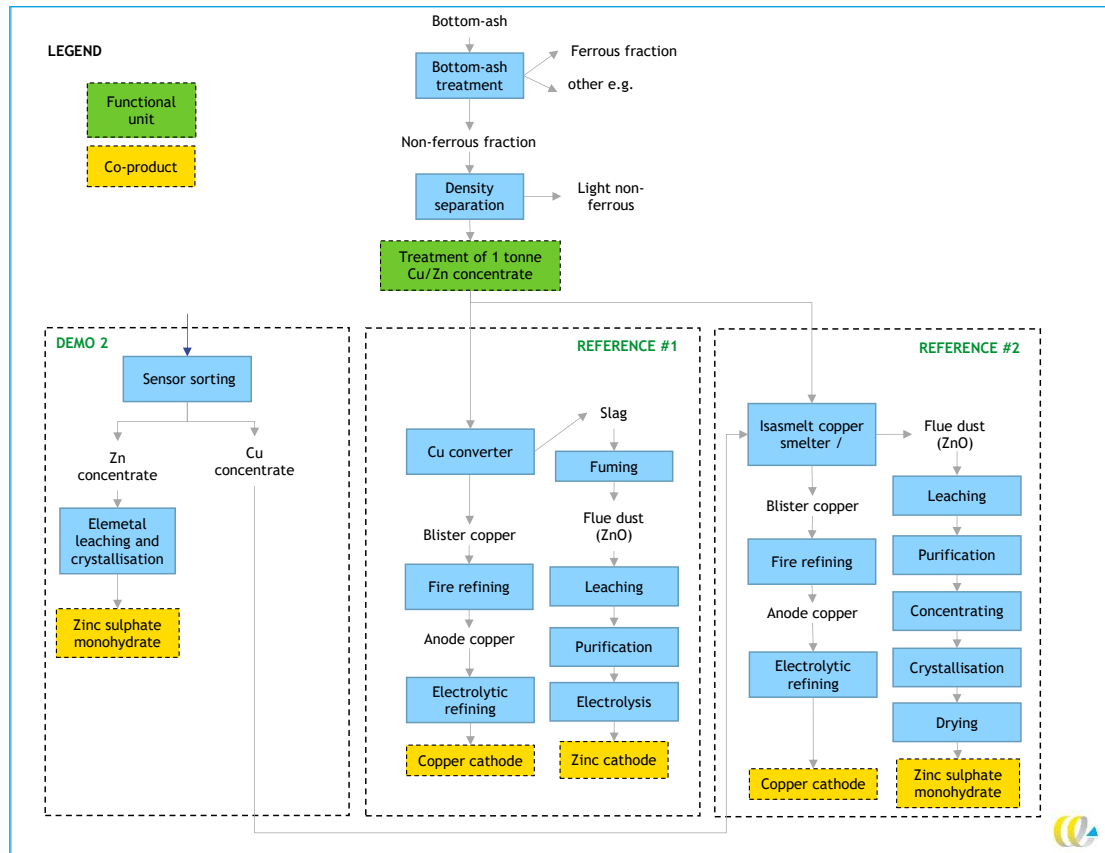 LEGEND
Functional
unit
Co-product
Bottom-ash
Bottom-ash
treatment
Ferrous fraction
other e.g.
Non-ferrous fraction
Density
separation
Light non-
ferrous
Treatment of 1 tonne
Cu/Zn concentrate
DEMO 2
Sensor sorting
Zn
concentrate
Cu
concentrate
Elemetal
leaching and
crystallisation
Zinc sulphate
monohydrate
REFERENCE #1
Cu converter
Slag
Fuming
Flue dust
(ZnO)
Blister copper
Fire refining
Leaching
Anode copper
Purification
Electrolytic
refining
Electrolysis
Copper cathode
Zinc cathode
REFERENCE #2
Isasmelt copper
smelter /
Flue dust
(ZnO)
Leaching
Blister copper
Purification
Fire refining
Concentrating
Anode copper
Crystallisation
Electrolytic
refining
Drying
Copper cathode
Zinc sulphate
monohydrate